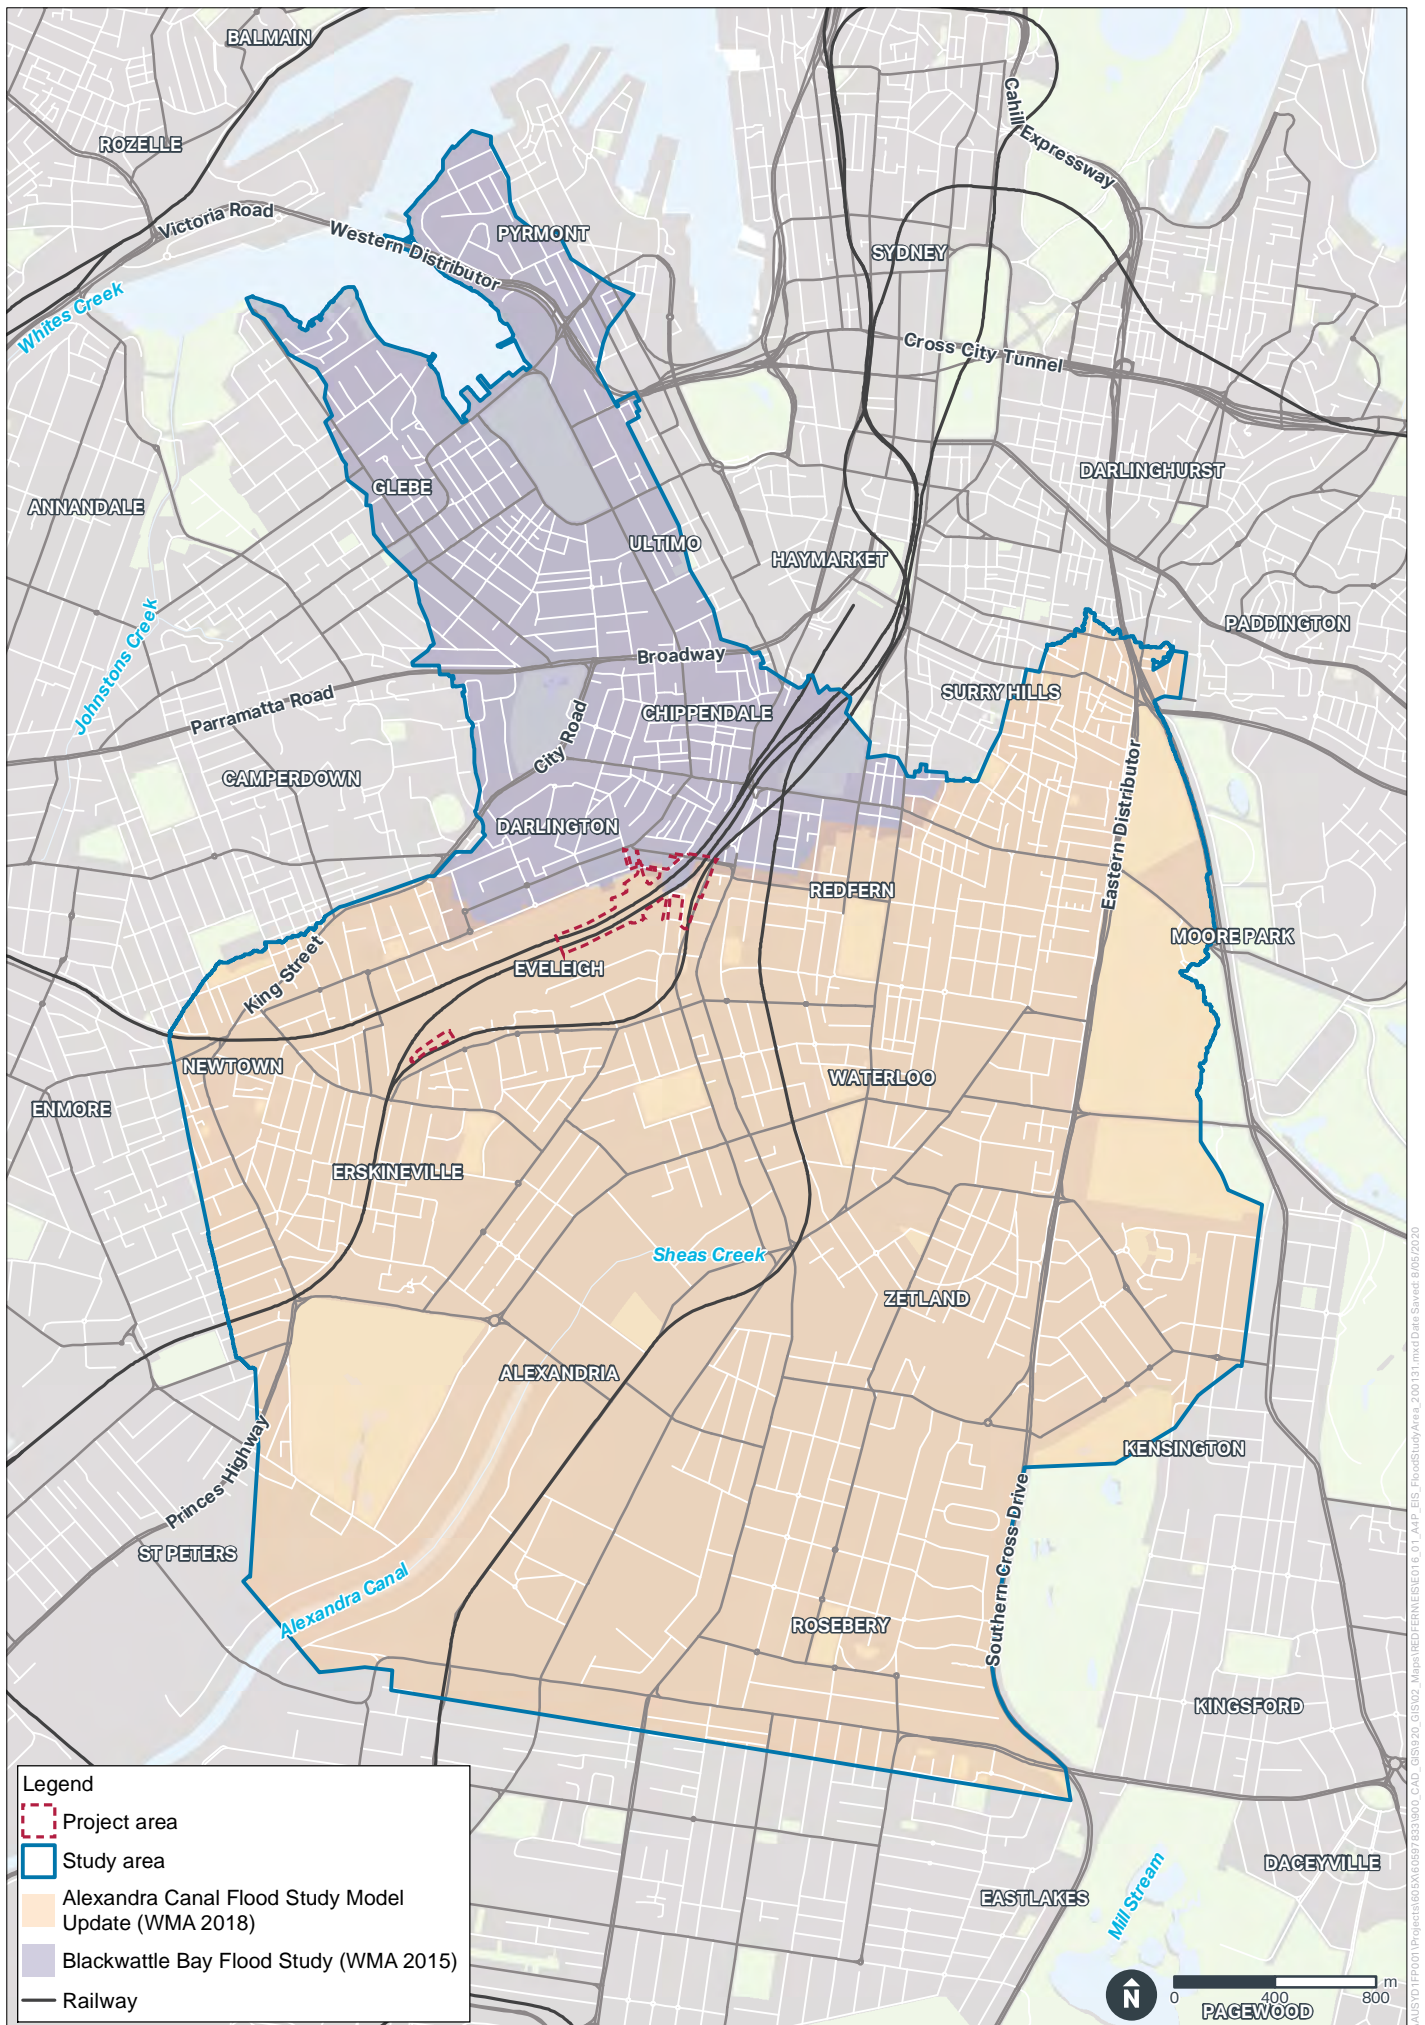 BALMAIN
Cahill Expressway
ROZELLE
Victoria Road
PYRMONT
Western Distributor
SYDNEY
Whites Creek
Cross City Tunnel
DARLINGHURST
GLEBE
ANNANDALE
ULTIMO
HAYMARKET
PADDINGTON
Johnstons Creek
Broadway
SURRY HILLS
Parramatta Road
CHIPPENDALE
City Road
CAMPERDOWN
Eastern Distributor
DARLINGTON
REDFERN
MOORE PARK
EVELEIGH
King Street
NEWTOWN
WATERLOO
ENMORE
ERSKINEVILLE
Sheas Creek
ZETLAND
ALEXANDRIA
KENSINGTON
Princes Highway
ST PETERS
Southern Cross Drive
Alexandra Canal
ROSEBERY
KINGSFORD
DACEYVILLE
EASTLAKES
Mill Stream
PAGEWOOD
Legend
Project area
Study area
Alexandra Canal Flood Study Model
Update (WMA 2018)
Blackwattle Bay Flood Study (WMA 2015)
Railway
N
0 400 800 m